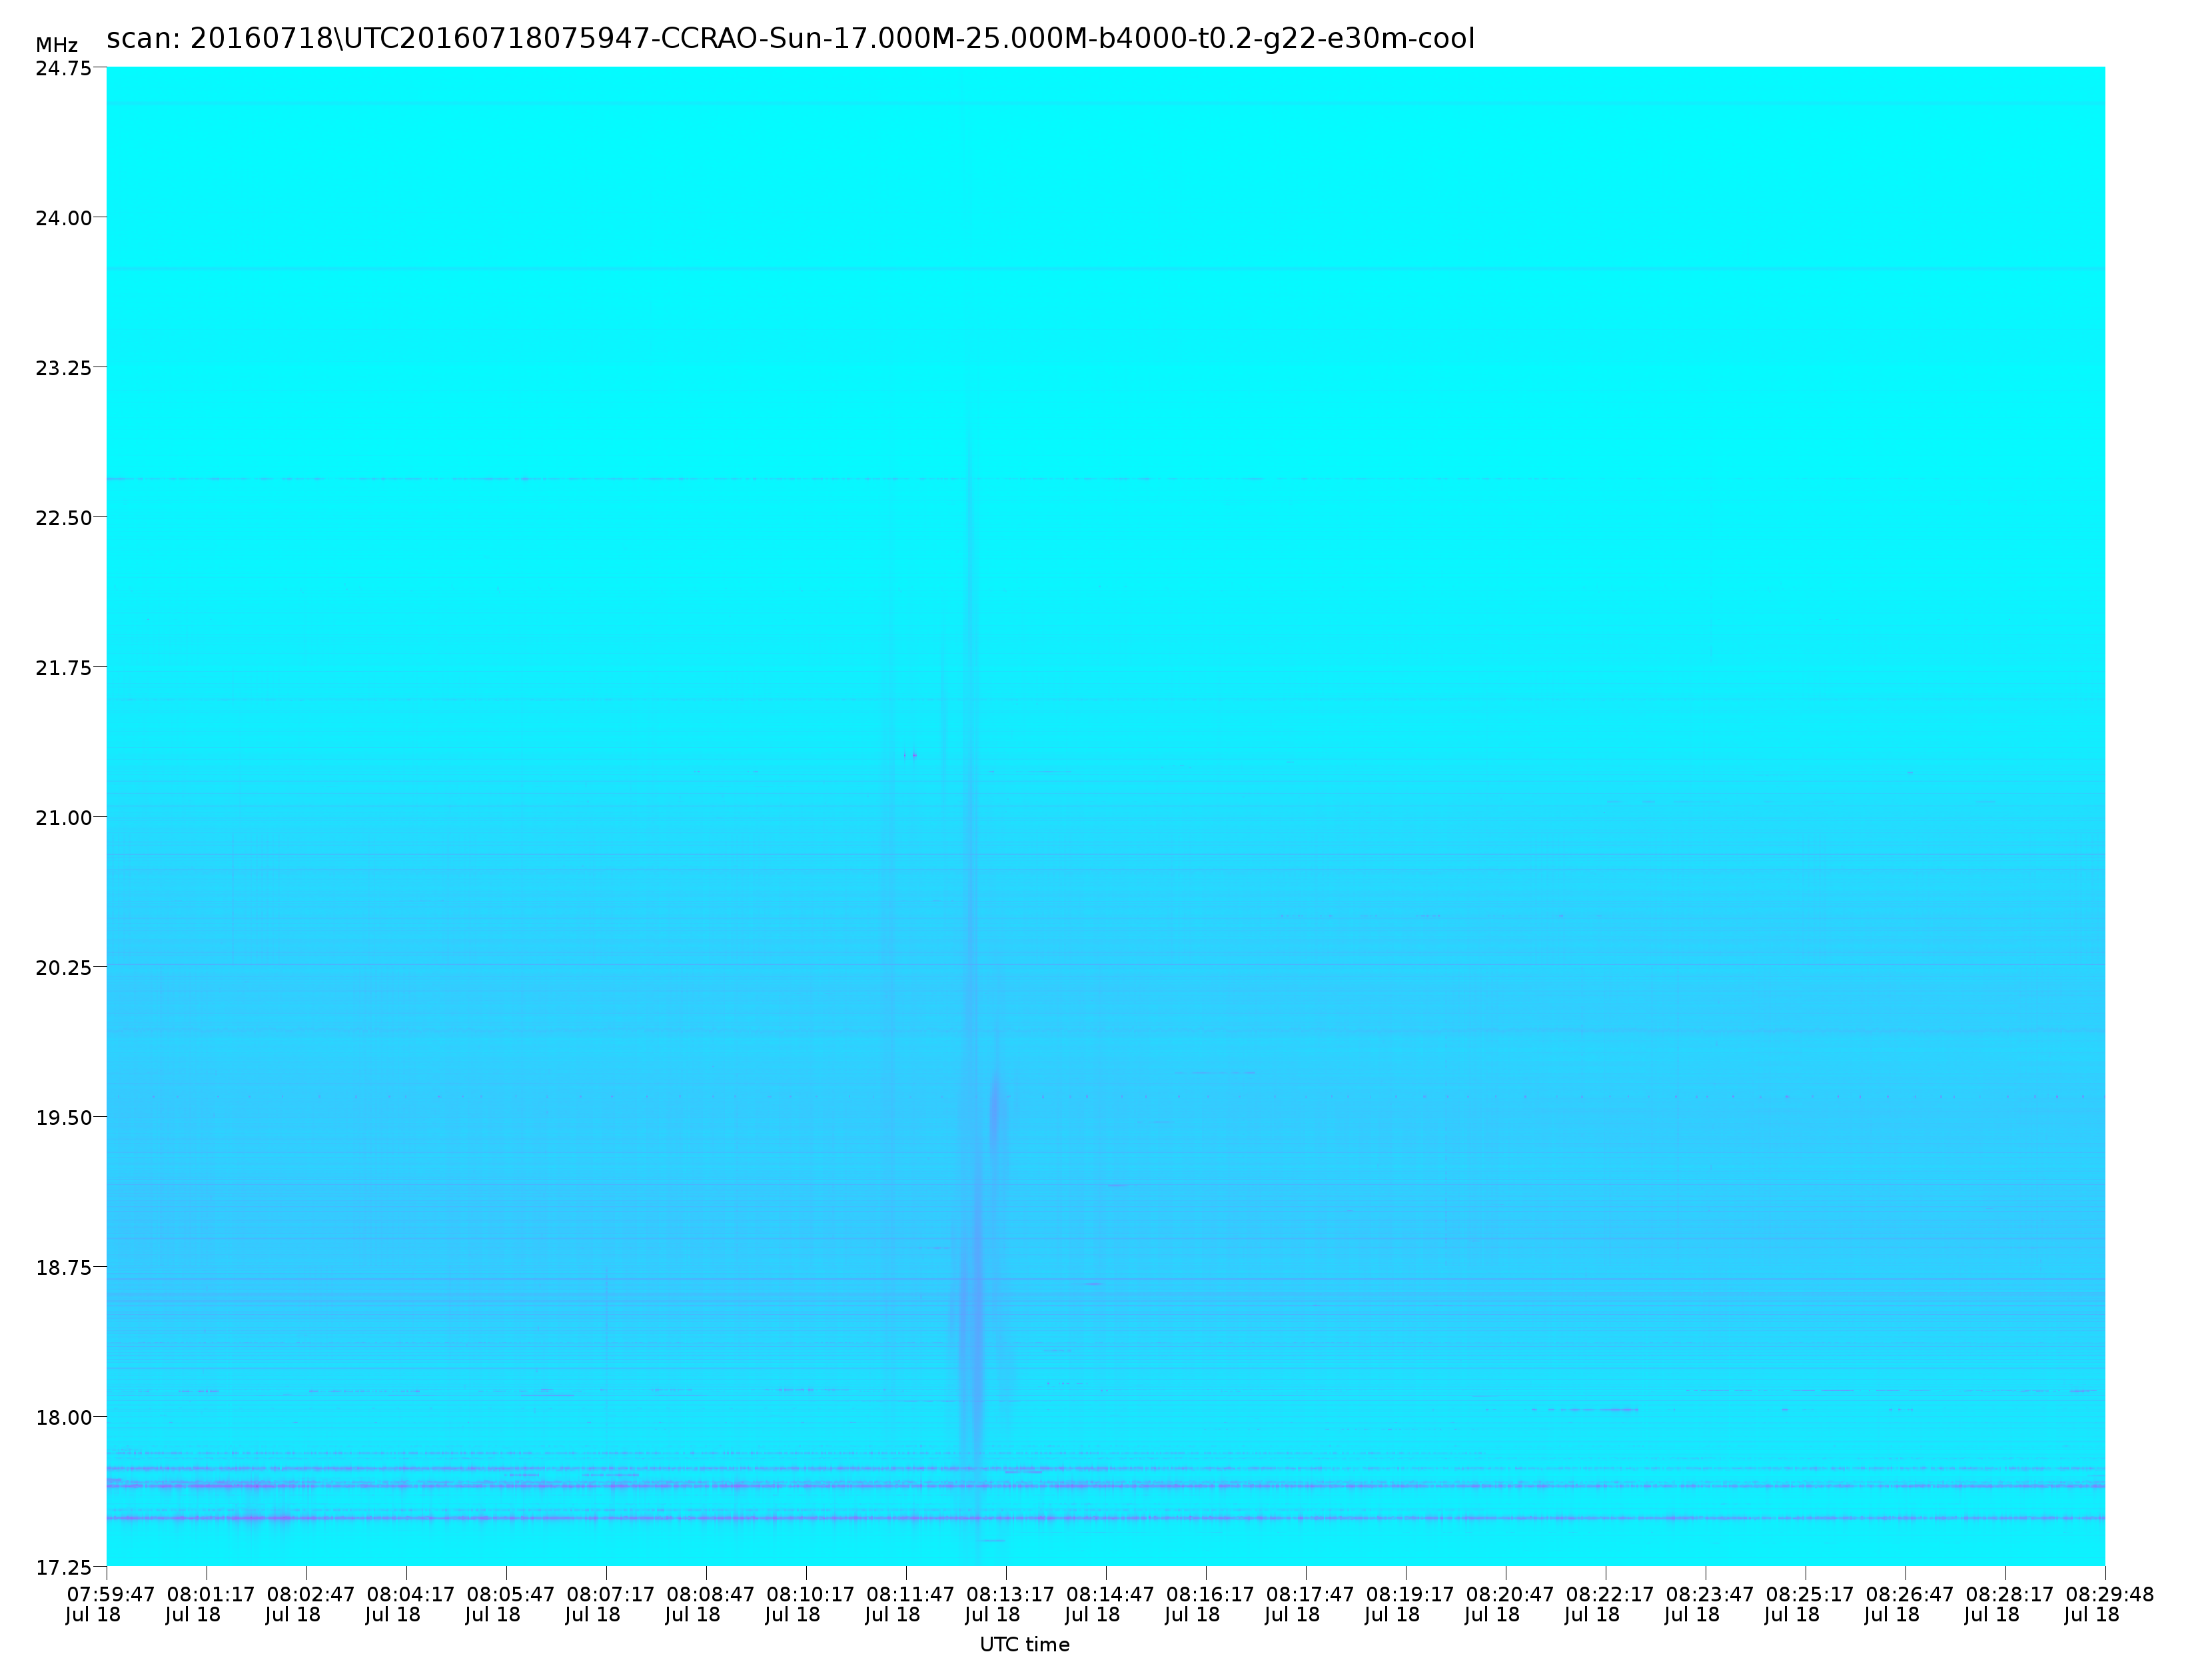 scan: 20160718\UTC20160718075947-CCRAO-Sun-17.000M-25.000M-b4000-t0.2-g22-e30m-cool
MHz
24.75
24.00
23.25
22.50
21.75
21.00
20.25
19.50
18.75
18.00
17.25
07:59:47 08:01:17 08:02:47 08:04:17 08:05:47 08:07:17 08:08:47 08:10:17 08:11:47 08:13:17 08:14:47 08:16:17 08:17:47 08:19:17 08:20:47 08:22:17 08:23:47 08:25:17 08:26:47 08:28:17 08:29:48
Jul 18 Jul 18 Jul 18 Jul 18 Jul 18 Jul 18 Jul 18 Jul 18 Jul 18 Jul 18 Jul 18 Jul 18 Jul 18 Jul 18 Jul 18 Jul 18 Jul 18 Jul 18 Jul 18 Jul 18 Jul 18
UTC time